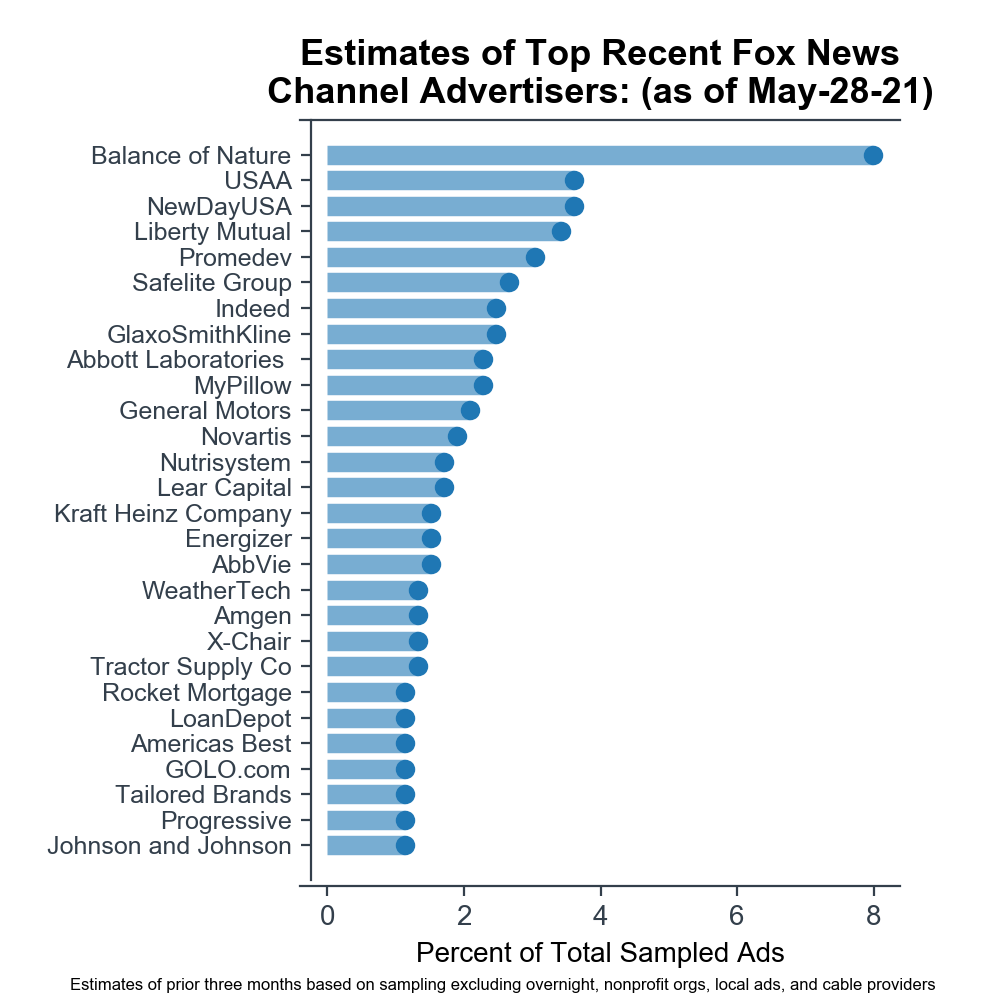 Estimates of Top Recent Fox News
Channel Advertisers: (as of May-28-21)
Balance of Nature
USAA
NewDayUSA
Liberty Mutual
Promedev
Safelite Group
Indeed
GlaxoSmithKline
Abbott Laboratories
MyPillow
General Motors
Novartis
Nutrisystem
Lear Capital
Kraft Heinz Company
Energizer
AbbVie
WeatherTech
Amgen
X-Chair
Tractor Supply Co
Rocket Mortgage
LoanDepot
Americas Best
GOLO.com
Tailored Brands
Progressive
Johnson and Johnson
0 2 4 6 8
Percent of Total Sampled Ads
Estimates of prior three months based on sampling excluding overnight, nonprofit orgs, local ads, and cable providers